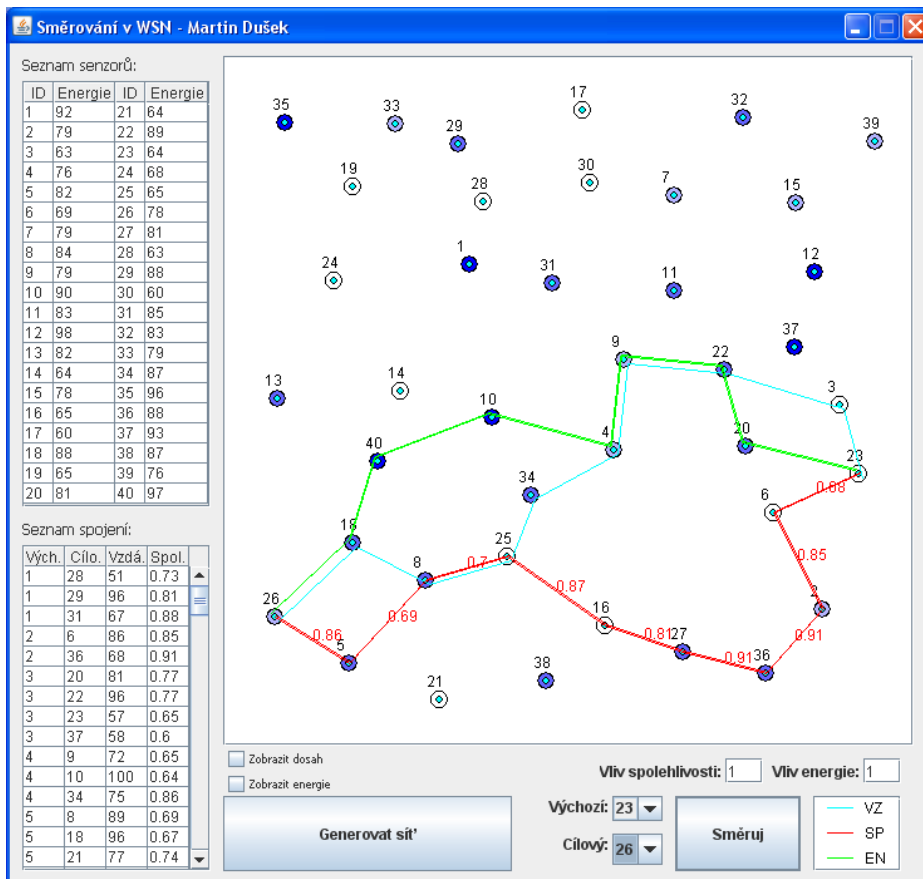 Směrování v WSN - Martin Dušek
Seznam senzorů:
ID Energie ID Energie
1 92 21 64
2 79 22 89
3 63 23 64
4 76 24 68
5 82 25 65
6 69 26 78
7 79 27 81
8 84 28 63
9 79 29 88
10 90 30 60
11 83 31 85
12 98 32 83
13 82 33 79
14 64 34 87
15 78 35 96
16 65 36 88
17 60 37 93
18 88 38 87
19 65 39 76
20 81 40 97
Seznam spojení:
Vých. Cílo. Vzdá. Spol.
1 28 51 0.73
1 29 96 0.81
1 31 67 0.88
2 6 86 0.85
2 36 68 0.91
3 20 81 0.77
3 22 96 0.77
3 23 57 0.65
3 37 58 0.6
4 9 72 0.65
4 10 100 0.64
4 34 75 0.86
5 8 89 0.69
5 18 96 0.67
5 21 77 0.74
17
35 33 32
29 39
19 28 30 7 15
1
24 31 11 12
9 22 37
13 14 10 4 20 3
40 23
34 6 0.68
18 25 0.85
8 0.7 0.87
26 16 2
0.86 0.69 0.81 27 0.91
5 0.91 36
21 38
Zobrazit dosah
Zobrazit energie
Vliv spolehlivosti: 1 Vliv energie: 1
Generovat síť
Výchozí: 23
Cílový: 26
Směruj
VZ
SP
EN